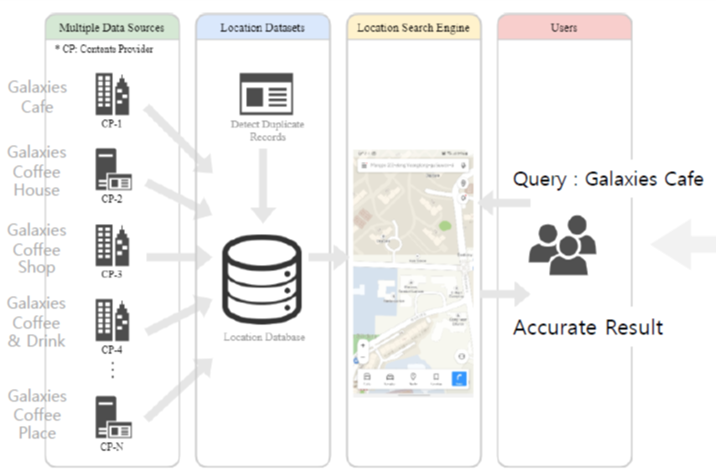 Multiple Data Sources
Location Datasets
Location Search Engine
Users
* CP: Contents Provider
Galaxies
Cafe
CP-1
Galaxies
Coffee
House
CP-2
Galaxies
Coffee
Shop
CP-3
Galaxies
Coffee
& Drink
CP-4
Galaxies
Coffee
Place
CP-N
Detect Duplicate
Records
Location Database
Query : Galaxies Cafe
Accurate Result